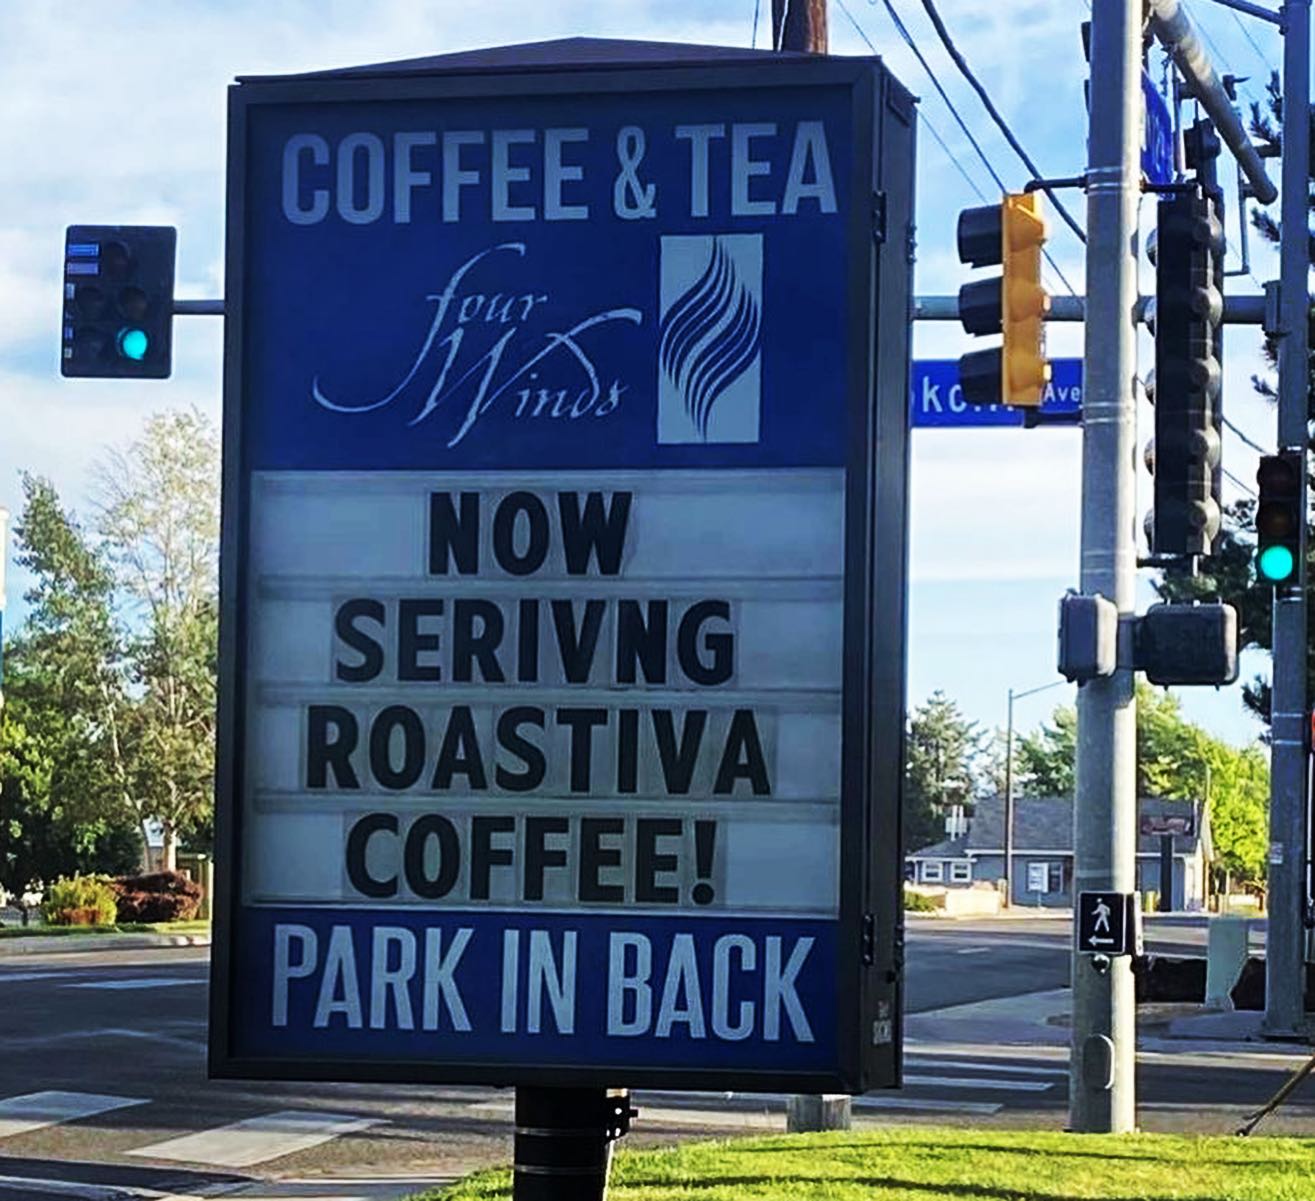 COFFEE & TEA
four
Winds
NOW
SERIVNG
ROASTIVA
COFFEE!
PARK IN BACK
Ave